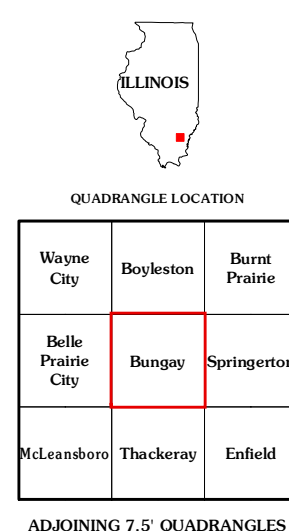 ILLINOIS
QUADRANGLE LOCATION
Wayne
City
Boyleston
Burnt
Prairie
Belle
Prairie
City
Bungay
Springerton
McLeansboro
Thackeray
Enfield
ADJOINING 7.5' QUADRANGLES